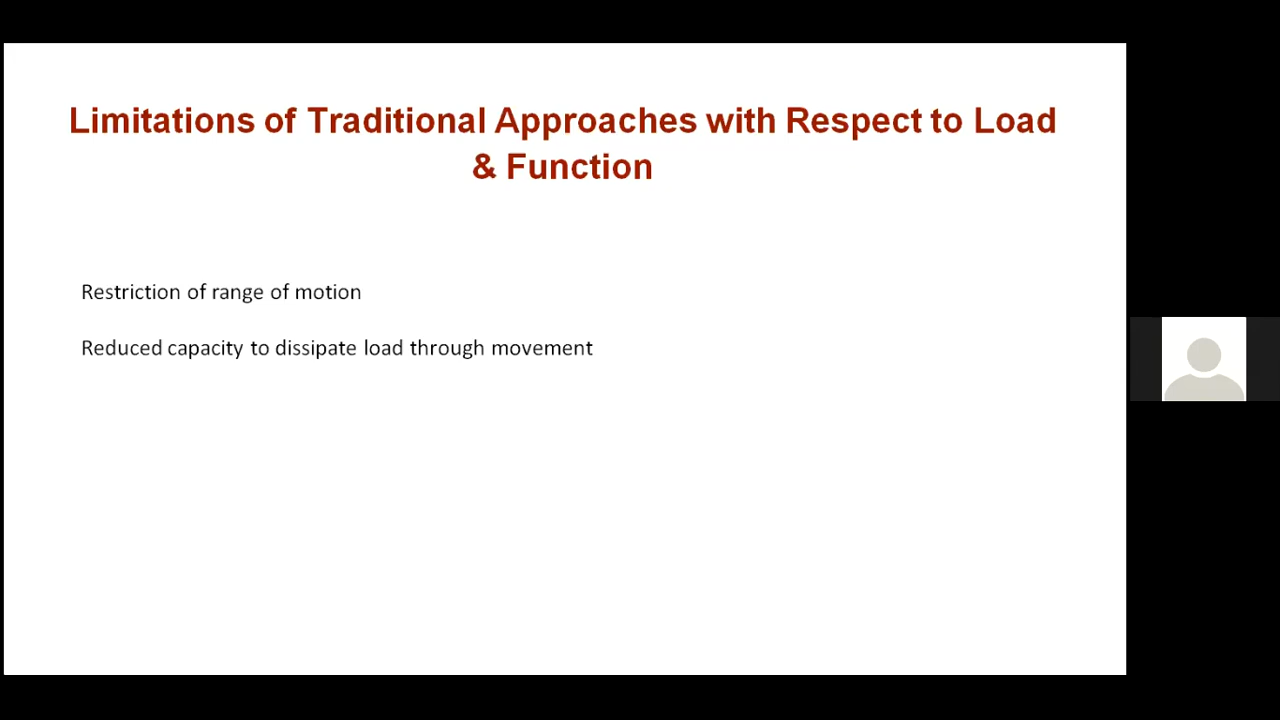 Limitations of Traditional Approaches with Respect to Load
& Function
Restriction of range of motion
Reduced capacity to dissipate load through movement